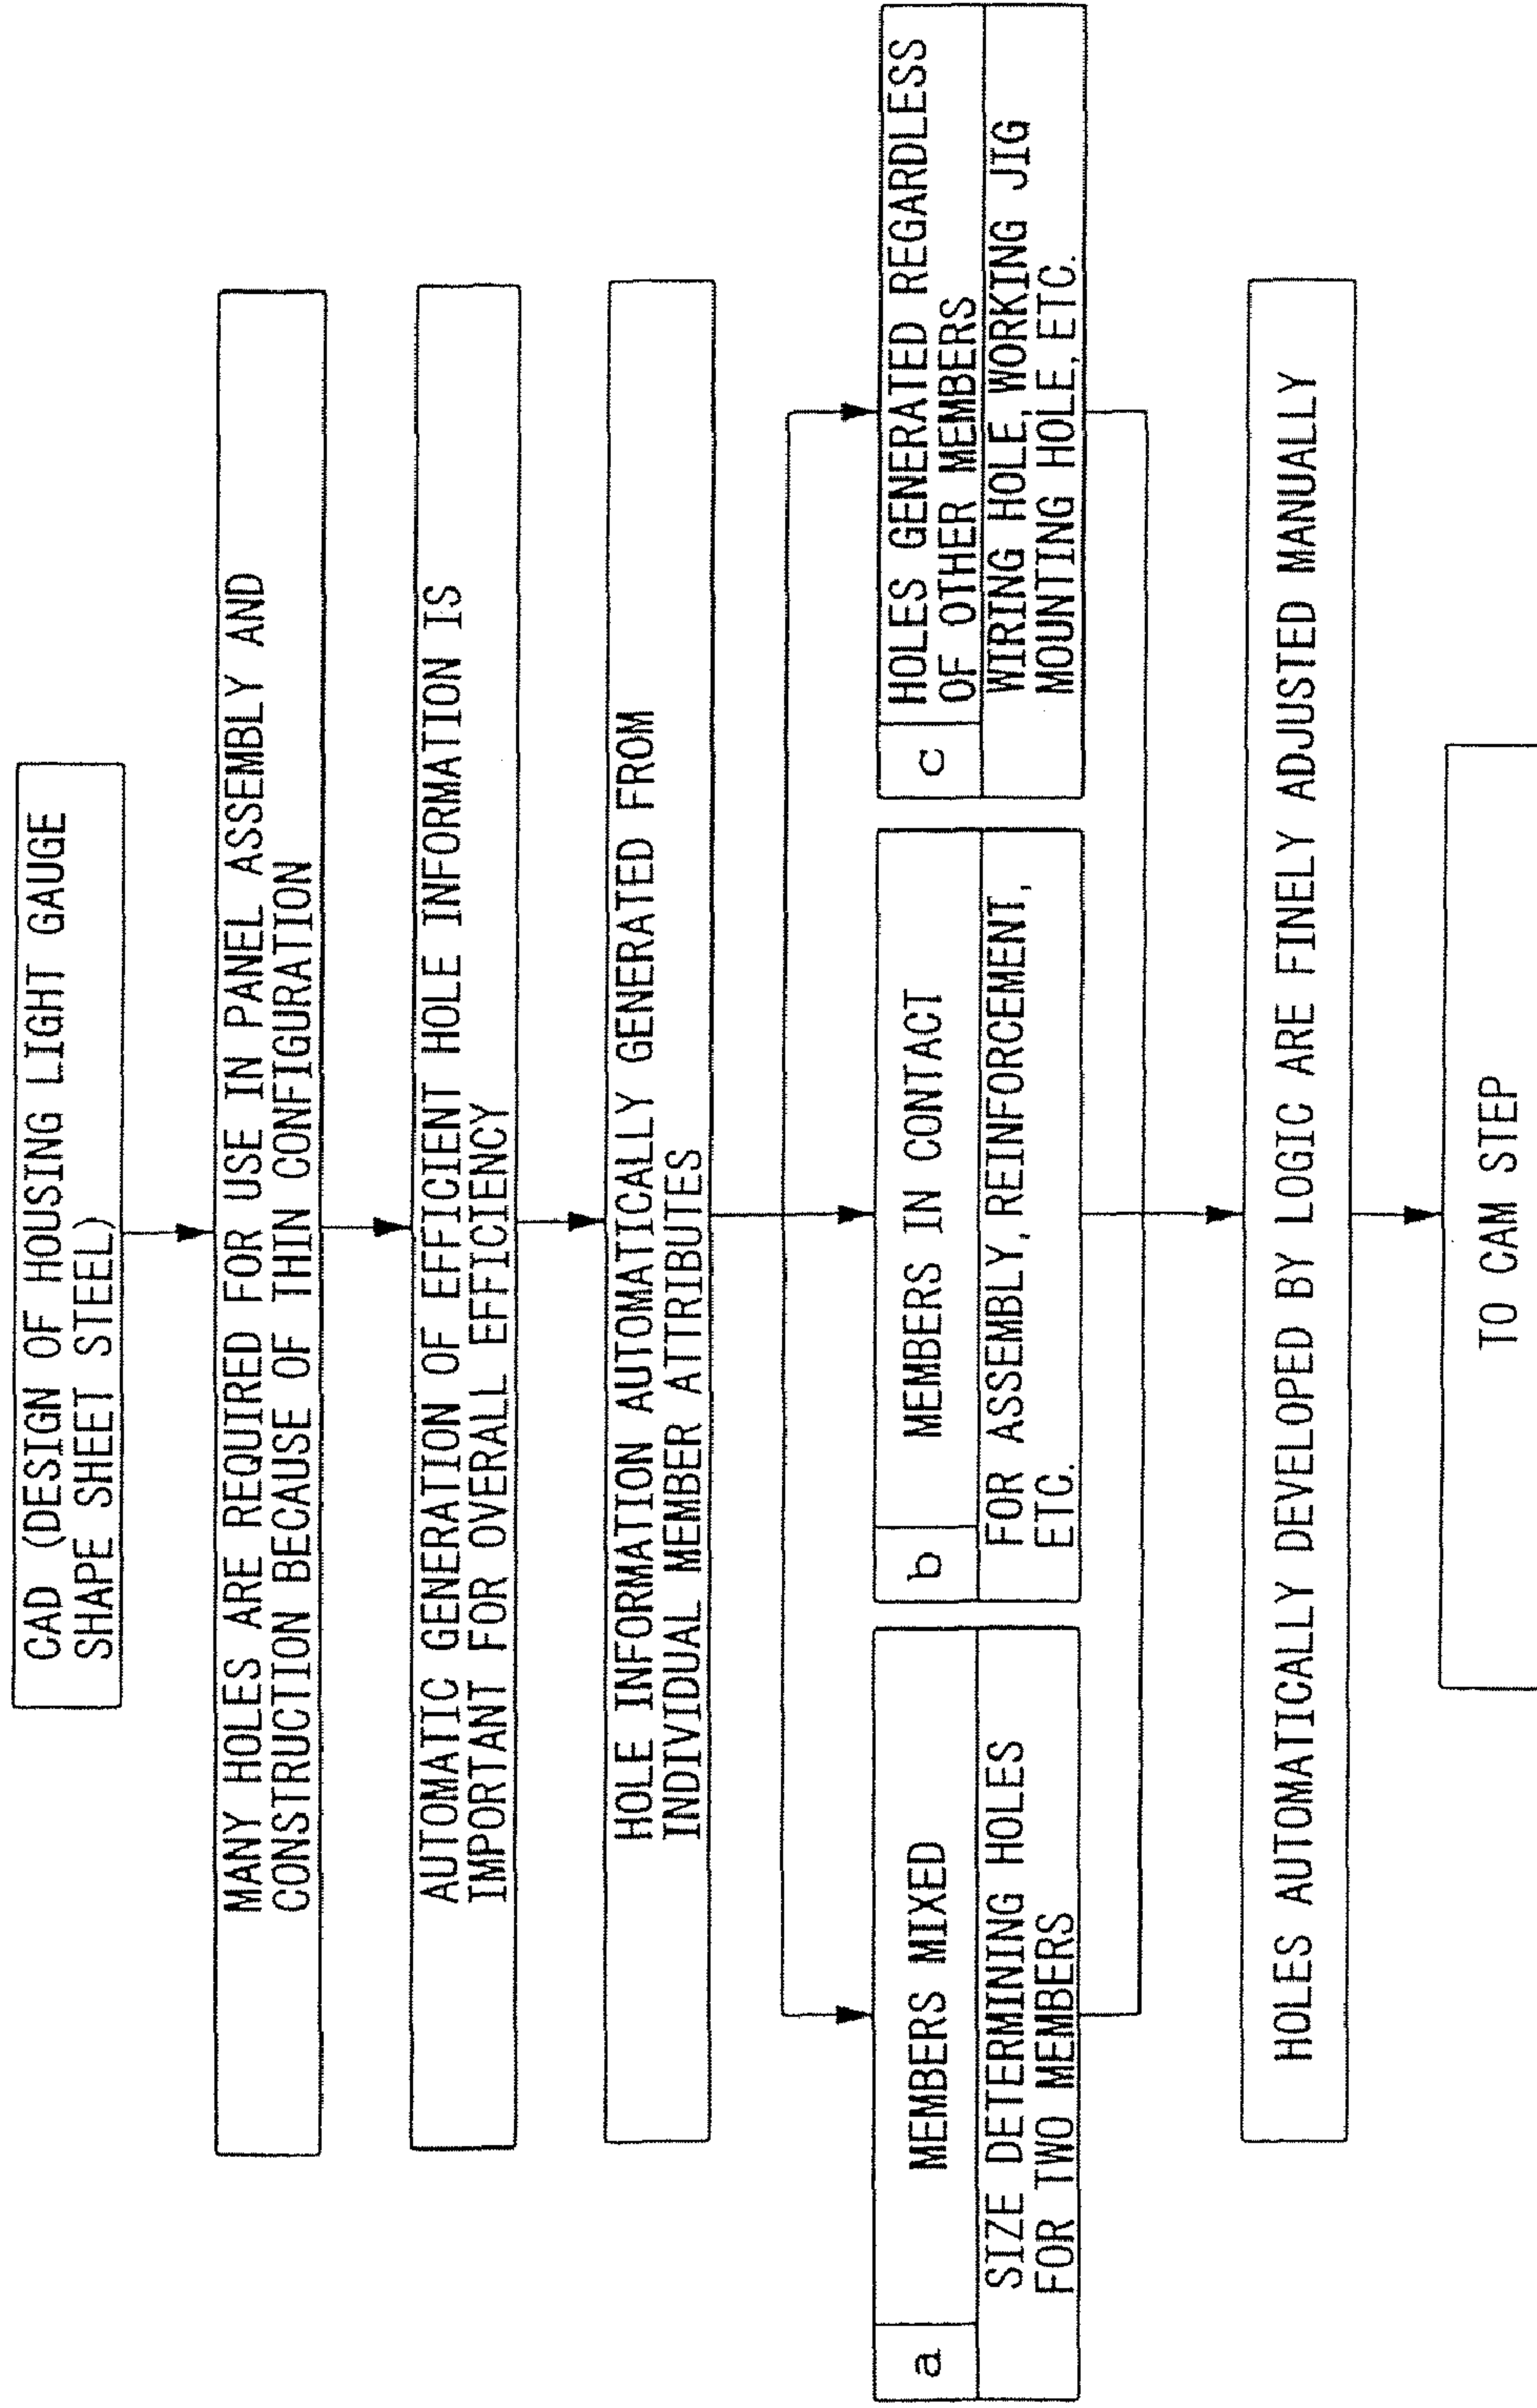 CAD (DESIGN OF HOUSING LIGHT GAUGE
SHAPE SHEET STEEL)
MANY HOLES ARE REQUIRED FOR USE IN PANEL ASSEMBLY AND
CONSTRUCTION BECAUSE OF THIN CONFIGURATION
AUTOMATIC GENERATION OF EFFICIENT HOLE INFORMATION IS
IMPORTANT FOR OVERALL EFFICIENCY
HOLE INFORMATION AUTOMATICALLY GENERATED FROM
INDIVIDUAL MEMBER ATTRIBUTES
a
MEMBERS MIXED
SIZE DETERMINING HOLES
FOR TWO MEMBERS
b
MEMBERS IN CONTACT
FOR ASSEMBLY, REINFORCEMENT,
ETC.
c
HOLES GENERATED REGARDLESS
OF OTHER MEMBERS
WIRING HOLE, WORKING JIG
MOUNTING HOLE, ETC.
HOLES AUTOMATICALLY DEVELOPED BY LOGIC ARE FINELY ADJUSTED MANUALLY
TO CAM STEP